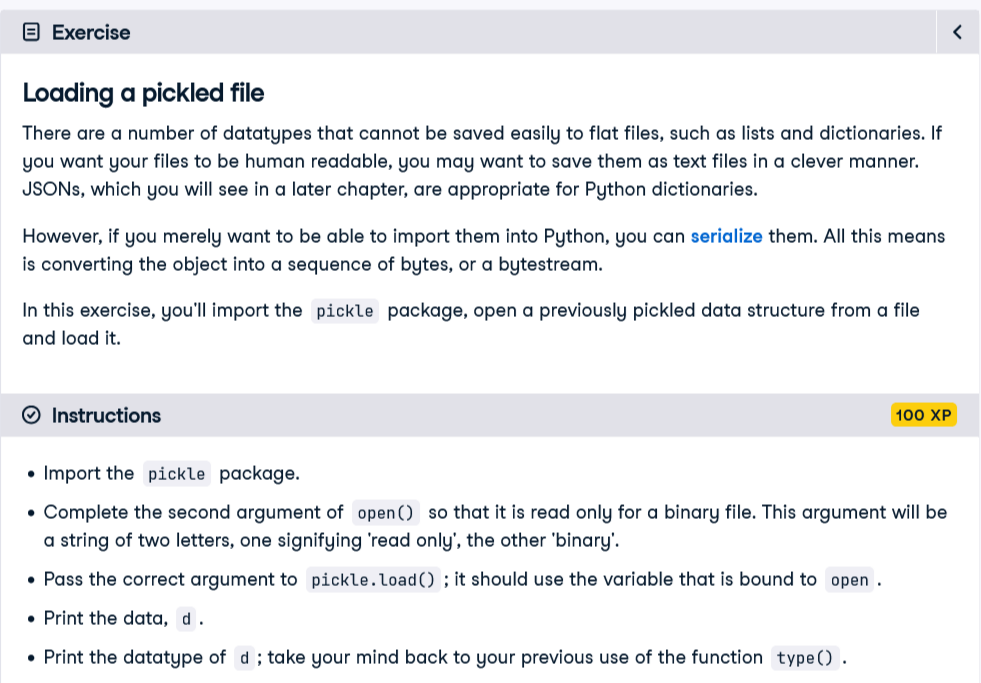 Exercise
Loading a pickled file
There are a number of datatypes that cannot be saved easily to flat files, such as lists and dictionaries. If
you want your files to be human readable, you may want to save them as text files in a clever manner.
JSONs, which you will see in a later chapter, are appropriate for Python dictionaries.
However, if you merely want to be able to import them into Python, you can serialize them. All this means
is converting the object into a sequence of bytes, or a bytestream.
In this exercise, you'll import the pickle package, open a previously pickled data structure from a file
and load it.
Instructions 100 XP
• Import the pickle package.
• Complete the second argument of open() so that it is read only for a binary file. This argument will be
a string of two letters, one signifying 'read only', the other 'binary'.
• Pass the correct argument to pickle.load() ; it should use the variable that is bound to open .
• Print the data, d .
• Print the datatype of d ; take your mind back to your previous use of the function type() .